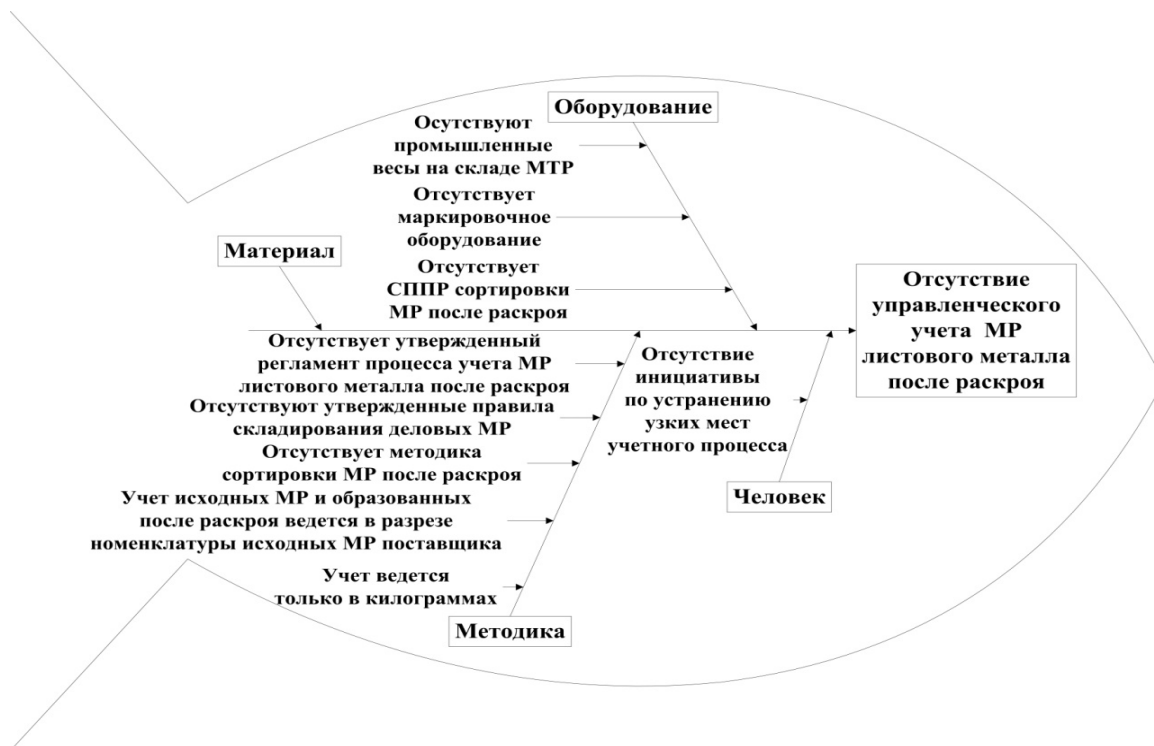 Оборудование
Осутствуют
промышленные
весы на складе МТР
Отсутствует
маркировочное
оборудование
Отсутствует
СППР сортировки
МР после раскроя
Материал
Отсутствие
управленческого
учета МР
листового металла
после раскроя
Отсутствует утвержденный
регламент процесса учета МР
листового металла после раскроя
Отсутствуют утвержденные правила
складирования деловых МР
Отсутствует методика
сортировки МР после раскроя
Учет исходных МР и образованных
после раскроя ведется в разрезе
номенклатуры исходных МР поставщика
Учет ведется
только в килограммах
Методика
Отсутствие
инициативы
по устранению
узких мест
учетного процесса
Человек